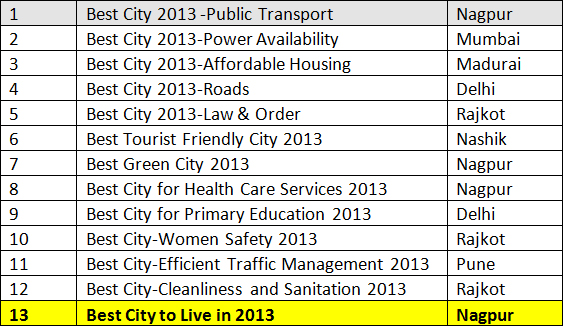 1 Best City 2013 -Public Transport Nagpur
2 Best City 2013-Power Availability Mumbai
3 Best City 2013-Affordable Housing Madurai
4 Best City 2013-Roads Delhi
5 Best City 2013-Law & Order Rajkot
6 Best Tourist Friendly City 2013 Nashik
7 Best Green City 2013 Nagpur
8 Best City for Health Care Services 2013 Nagpur
9 Best City for Primary Education 2013 Delhi
10 Best City-Women Safety 2013 Rajkot
11 Best City-Efficient Traffic Management 2013 Pune
12 Best City-Cleanliness and Sanitation 2013 Rajkot
13 Best City to Live in 2013 Nagpur